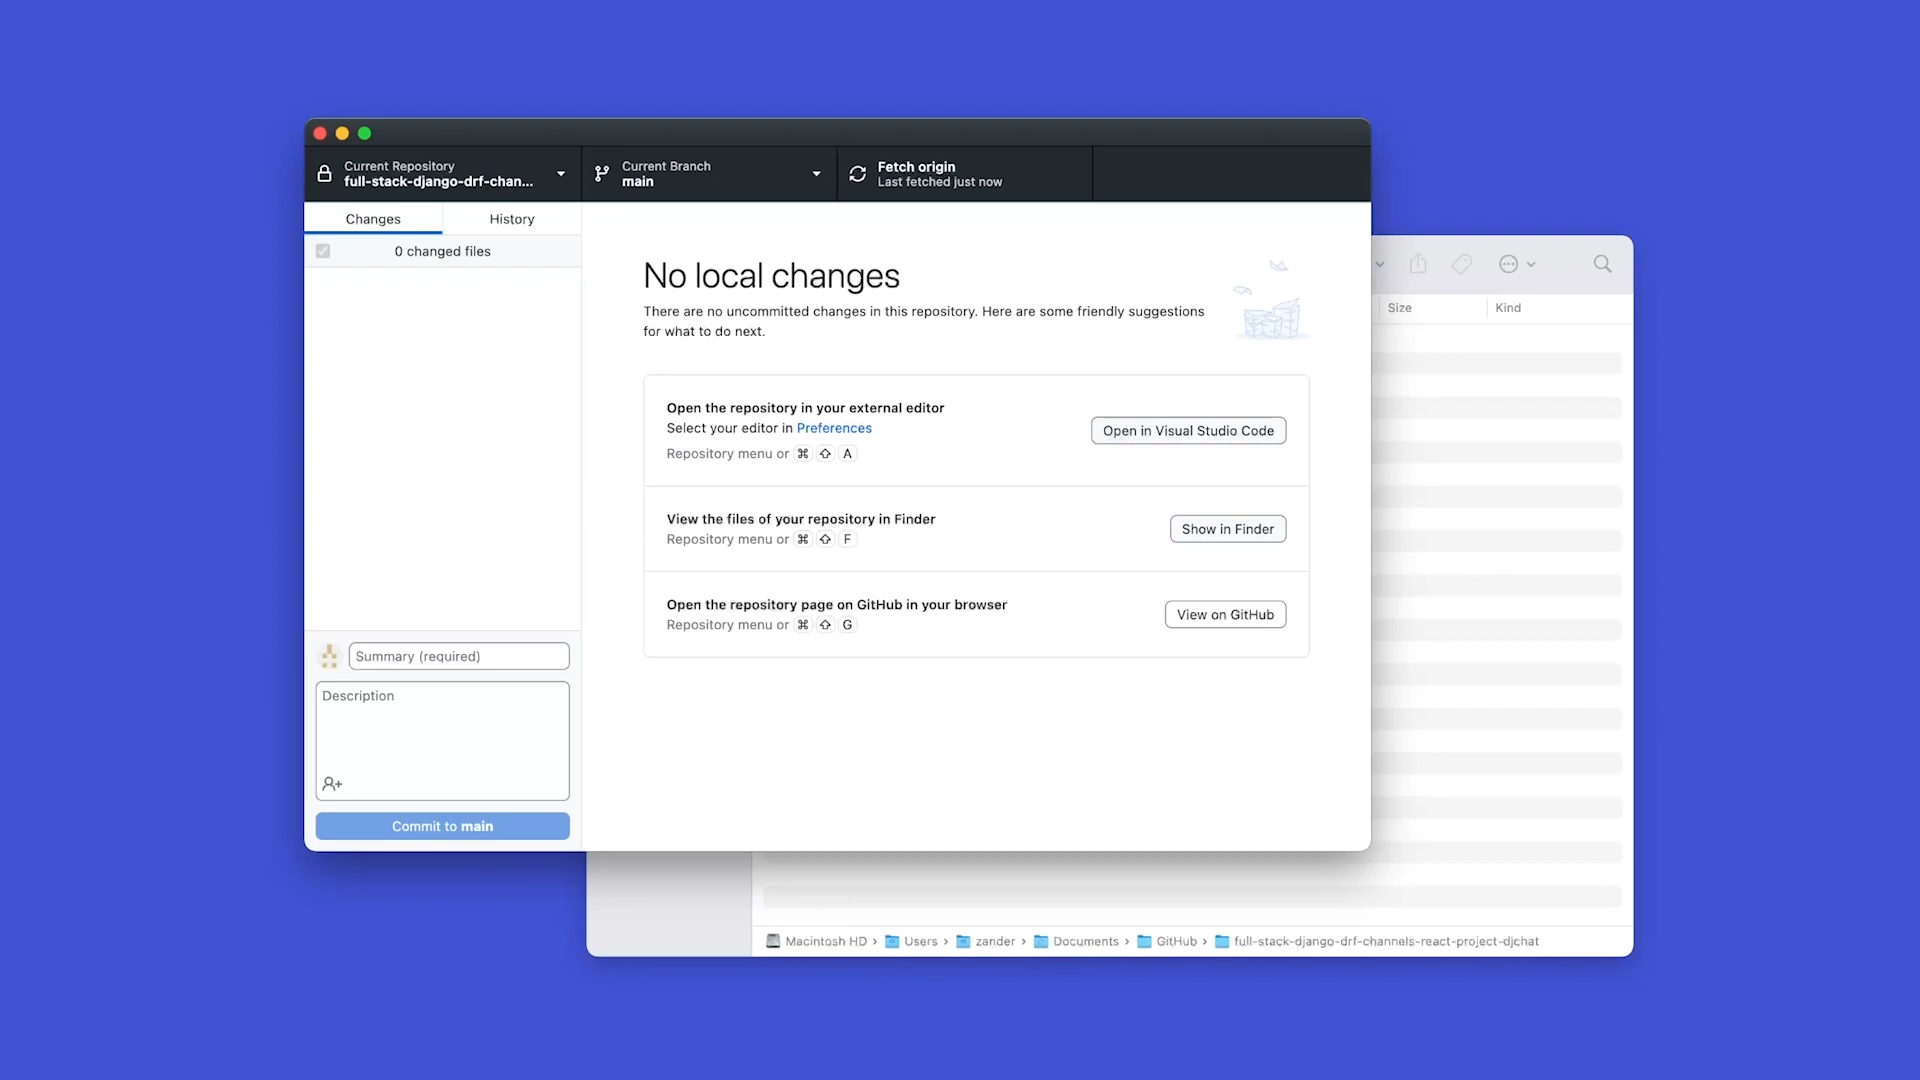 Current Repository
full-stack-django-drf-chan...
Current Branch
main
Fetch origin
Last fetched just now
Changes
History
0 changed files
No local changes
There are no uncommitted changes in this repository. Here are some friendly suggestions
for what to do next.
Open the repository in your external editor
Select your editor in Preferences
Repository menu or ⌘ ⇧ A
Open in Visual Studio Code
View the files of your repository in Finder
Repository menu or ⌘ ⇧ F
Show in Finder
Open the repository page on GitHub in your browser
Repository menu or ⌘ ⇧ G
View on GitHub
Summary (required)
Description
Commit to main
Size
Kind
Macintosh HD › Users › zander › Documents › GitHub › full-stack-django-drf-channels-react-project-djchat